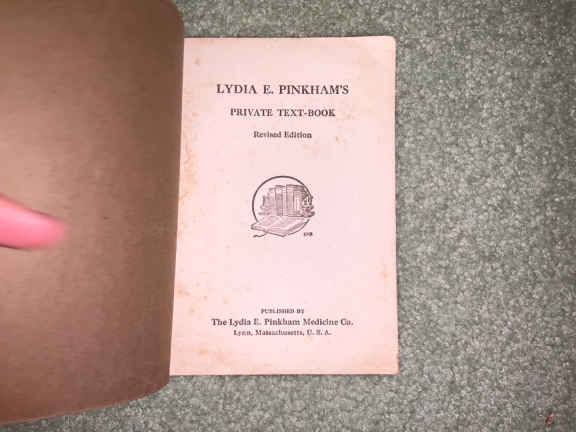 LYDIA E. PINKHAM'S
PRIVATE TEXT-BOOK
Revised Edition
PUBLISHED BY
The Lydia E. Pinkham Medicine Co.
Lynn, Massachusetts, U. S. A.